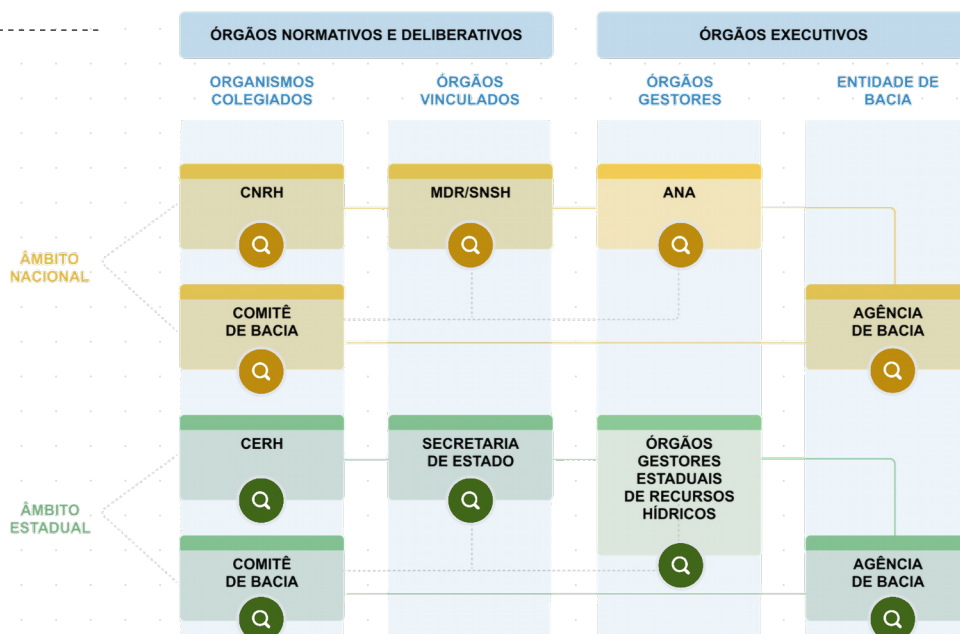 ÓRGÃOS NORMATIVOS E DELIBERATIVOS
ÓRGÃOS EXECUTIVOS
ORGANISMOS
COLEGIADOS
ÓRGÃOS
VINCULADOS
ÓRGÃOS
GESTORES
ENTIDADE DE
BACIA
ÂMBITO
NACIONAL
CNRH
MDR/SNSH
ANA
COMITÊ
DE BACIA
AGÊNCIA
DE BACIA
ÂMBITO
ESTADUAL
CERH
SECRETARIA
DE ESTADO
ÓRGÃOS
GESTORES
ESTADUAIS
DE RECURSOS
HÍDRICOS
COMITÊ
DE BACIA
AGÊNCIA
DE BACIA